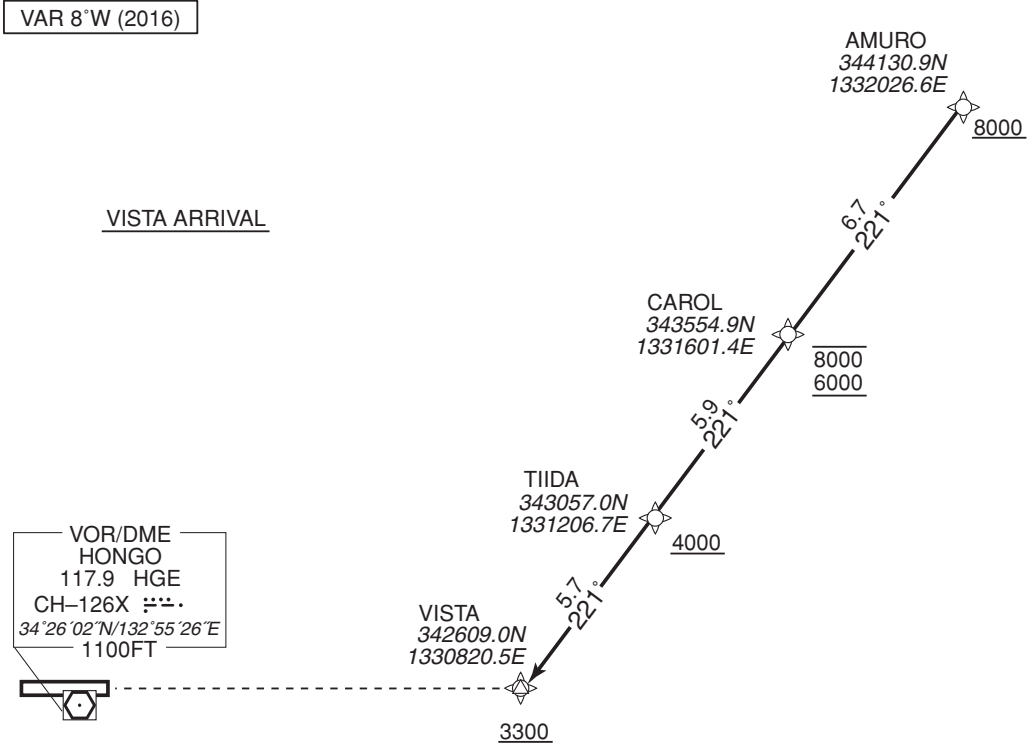 VAR 8°W (2016)
AMURO
344130.9N
1332026.6E
8000
VISTA ARRIVAL
6.7
221°
CAROL
343554.9N
1331601.4E
8000
6000
5.9
221°
TIIDA
343057.0N
1331206.7E
4000
5.7
221°
VOR/DME
HONGO
117.9 HGE
CH–126X
34°26´02˝N/132°55´26˝E
1100FT
VISTA
342609.0N
1330820.5E
3300